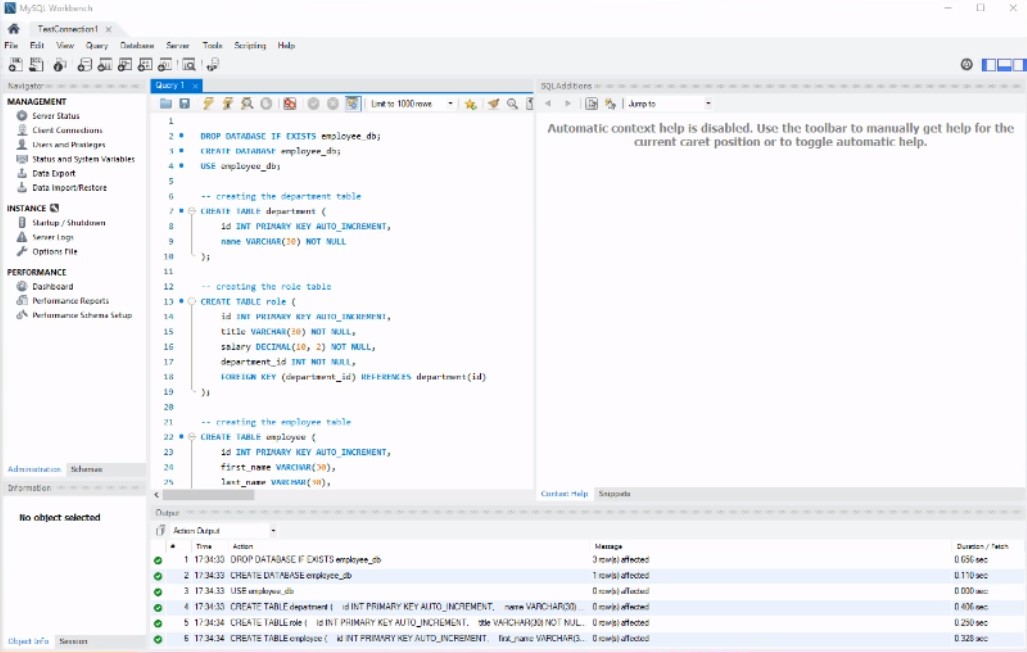 MySQL Workbench
TestConnection1
File Edit View Query Database Server Tools Scripting Help
Navigator
MANAGEMENT
Server Status
Client Connections
Users and Privileges
Status and System Variables
Data Export
Data Import/Restore
INSTANCE
Startup / Shutdown
Server Logs
Options File
PERFORMANCE
Dashboard
Performance Reports
Performance Schema Setup
Administration Schemas
Information
No object selected
Object Info Session
Query 1
Limit to 1000 rows
1
2 DROP DATABASE IF EXISTS employee_db;
3 CREATE DATABASE employee_db;
4 USE employee_db;
5
6 -- creating the department table
7 CREATE TABLE department (
8 id INT PRIMARY KEY AUTO_INCREMENT,
9 name VARCHAR(30) NOT NULL
10 );
11
12 -- creating the role table
13 CREATE TABLE role (
14 id INT PRIMARY KEY AUTO_INCREMENT,
15 title VARCHAR(30) NOT NULL,
16 salary DECIMAL(10, 2) NOT NULL,
17 department_id INT NOT NULL,
18 FOREIGN KEY (department_id) REFERENCES department(id)
19 );
20
21 -- creating the employee table
22 CREATE TABLE employee (
23 id INT PRIMARY KEY AUTO_INCREMENT,
24 first_name VARCHAR(30),
25 last_name VARCHAR(30),
SQLAdditions
Jump to
Automatic context help is disabled. Use the toolbar to manually get help for the
current caret position or to toggle automatic help.
Context Help Snippets
Output
Action Output
# Time Action Message Duration / Fetch
1 17:34:33 DROP DATABASE IF EXISTS employee_db 3 row(s) affected 0.656 sec
2 17:34:33 CREATE DATABASE employee_db 1 row(s) affected 0.110 sec
3 17:34:33 USE employee_db 0 row(s) affected 0.000 sec
4 17:34:33 CREATE TABLE department ( id INT PRIMARY KEY AUTO_INCREMENT, name VARCHAR(30) ... 0 row(s) affected 0.406 sec
5 17:34:34 CREATE TABLE role ( id INT PRIMARY KEY AUTO_INCREMENT, title VARCHAR(30) NOT NUL... 0 row(s) affected 0.250 sec
6 17:34:34 CREATE TABLE employee ( id INT PRIMARY KEY AUTO_INCREMENT, first_name VARCHAR(3... 0 row(s) affected 0.328 sec